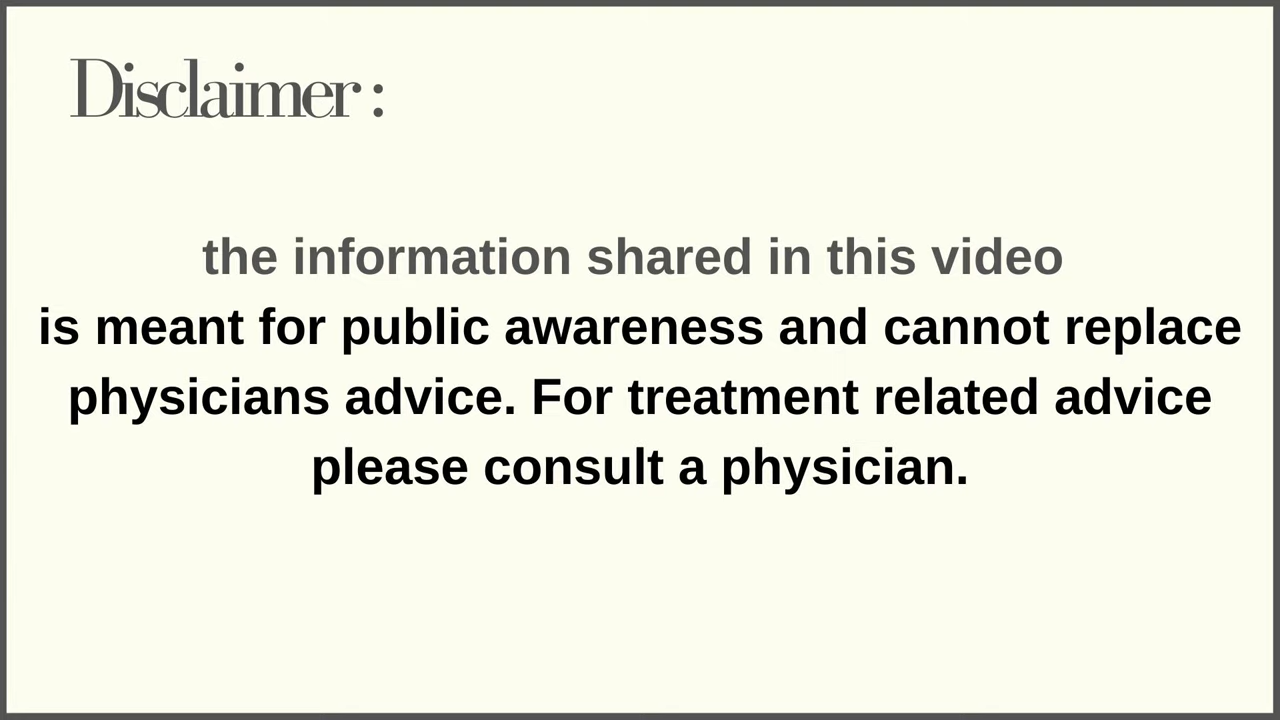 Disclaimer :
the information shared in this video
is meant for public awareness and cannot replace
physicians advice. For treatment related advice
please consult a physician.